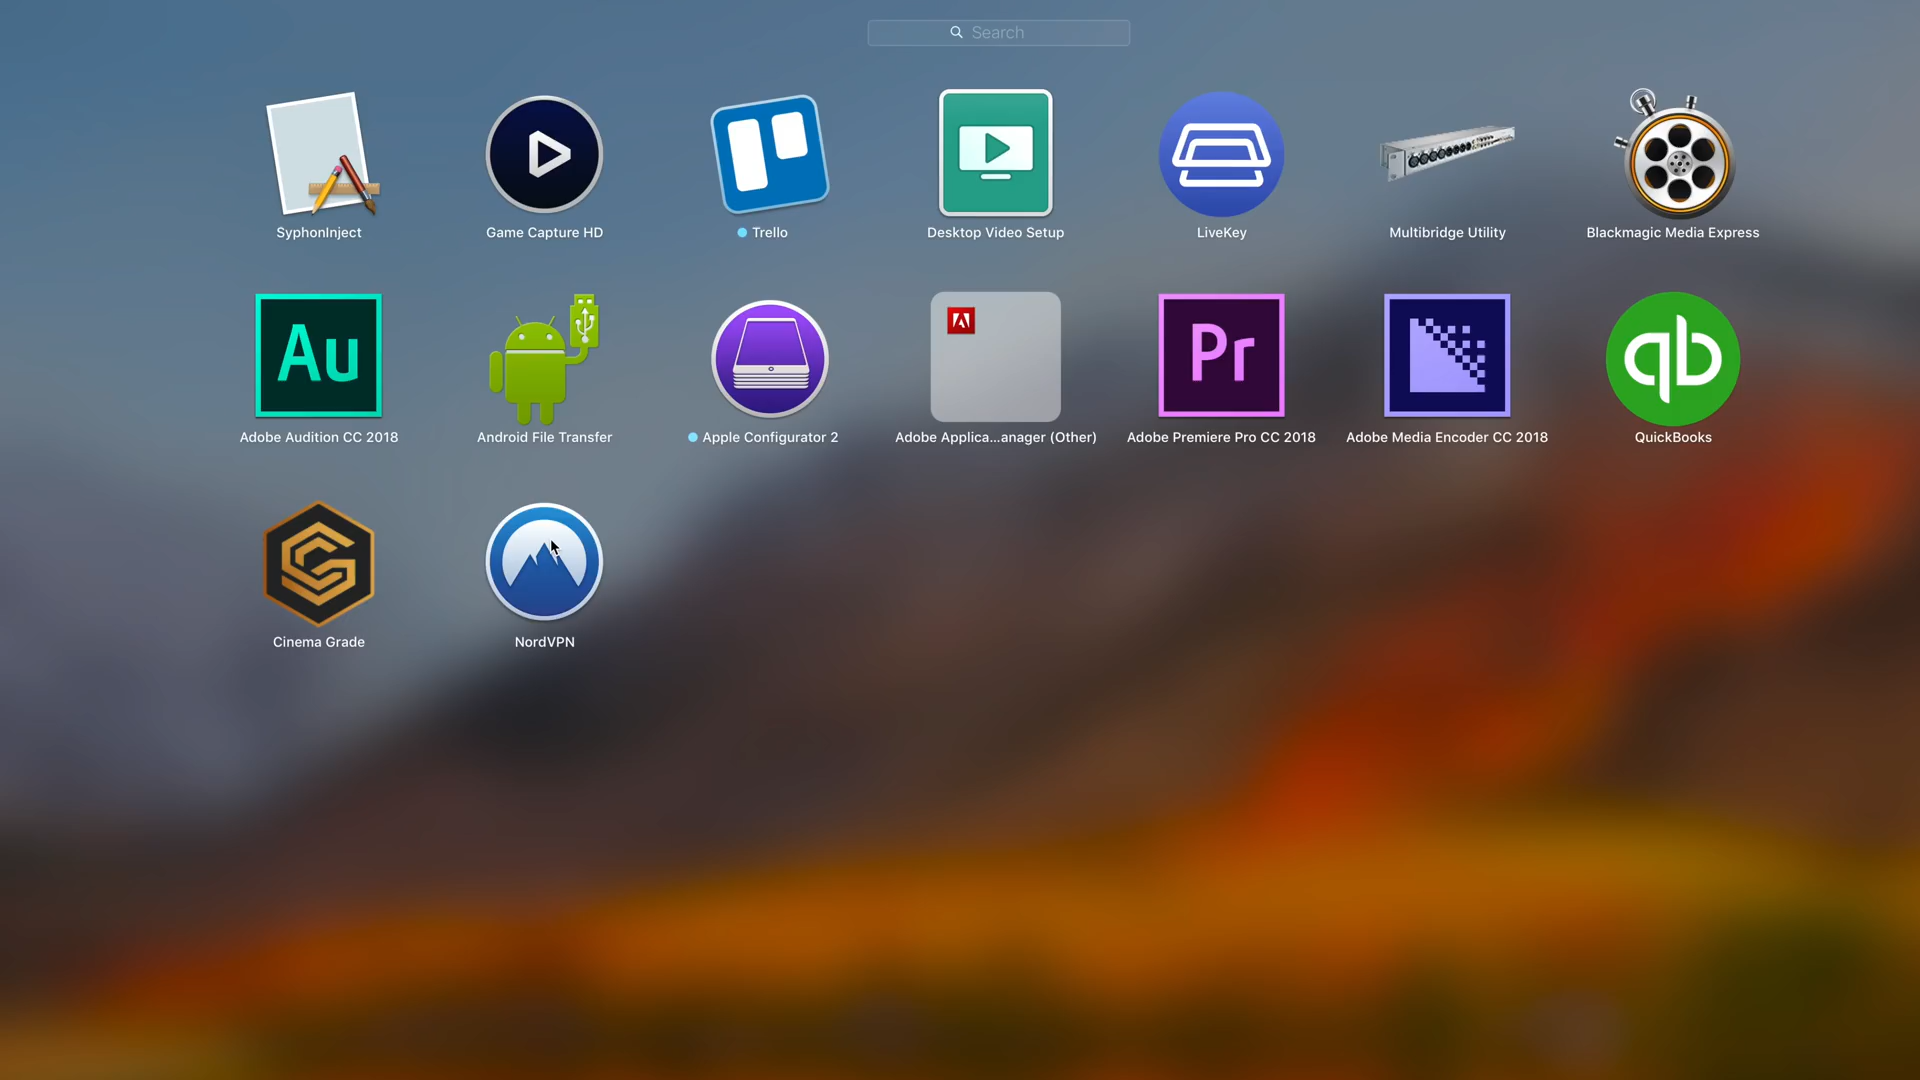 Search
SyphonInject
Game Capture HD
Trello
Desktop Video Setup
LiveKey
Multibridge Utility
Blackmagic Media Express
Au
Pr
qb
Adobe Audition CC 2018
Android File Transfer
Apple Configurator 2
Adobe Applica...anager (Other)
Adobe Premiere Pro CC 2018
Adobe Media Encoder CC 2018
QuickBooks
Cinema Grade
NordVPN